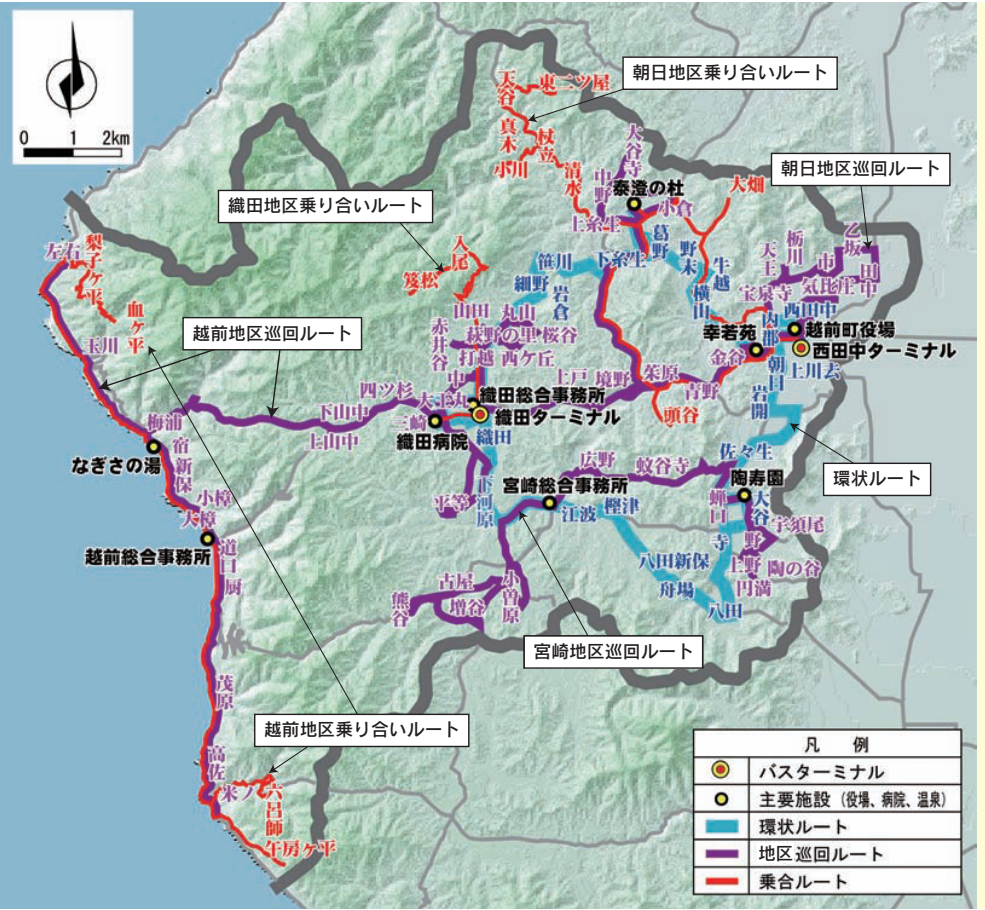 0 1 2km
朝日地区乗り合いルート
朝日地区巡回ルート
織田地区乗り合いルート
越前地区巡回ルート
環状ルート
宮崎地区巡回ルート
越前地区乗り合いルート
天谷
東二ツ屋
真木
杖立
小川
清水
大谷寺
中野
泰澄の杜
上糸生
小倉
大畑
葛野
野末
牛越
下糸生
横山
笹川
細野
岩倉
乙坂
栃川
天王
市
田中
気比庄
宝泉寺
西田中
内郡
越前町役場
幸若苑
西田中ターミナル
金谷
朝日
上川去
岩開
青野
笈原
頭谷
入尾
笈松
山田
丸山
赤井谷
萩野の里
桜谷
打越
西ケ丘
中
上戸
境野
四ツ杉
大王丸
織田総合事務所
織田ターミナル
下山中
上山中
三崎
織田病院
織田
平等
下河原
左右
梨子ヶ平
血ヶ平
玉川
梅浦
なぎさの湯
宿
新保
小樟
大樟
越前総合事務所
道口
厨
茂原
高佐
米ノ
六呂師
午房ヶ平
広野
蚊谷寺
佐々生
宮崎総合事務所
江波
樫津
陶寿園
蝉口
大谷
寺
野
宇須尾
上野
陶の谷
円満
八田新保
舟場
八田
古屋
熊谷
増谷
小曽原
凡 例
バスターミナル
主要施設（役場、病院、温泉）
環状ルート
地区巡回ルート
乗合ルート